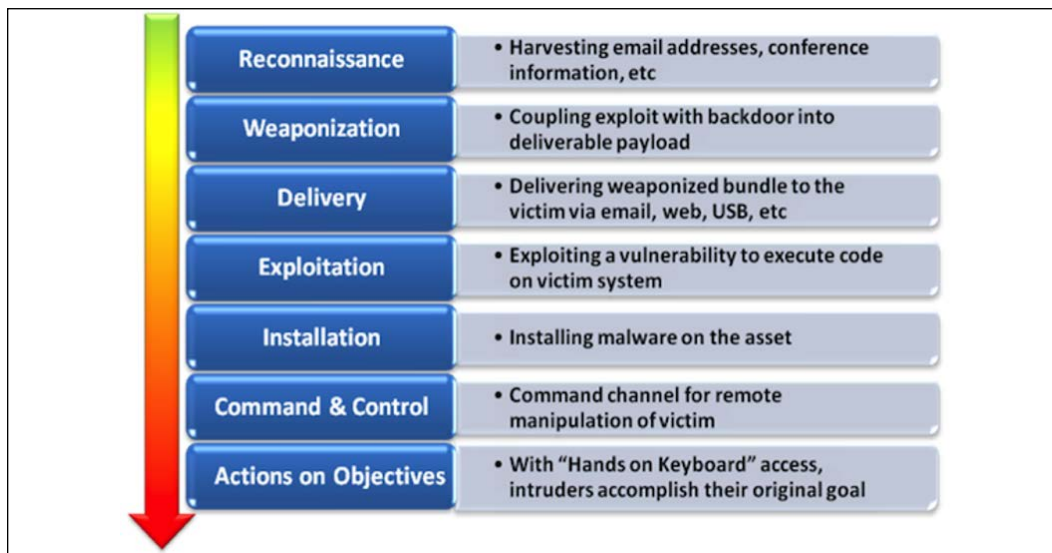 Reconnaissance
• Harvesting email addresses, conference
information, etc
Weaponization
• Coupling exploit with backdoor into
deliverable payload
Delivery
• Delivering weaponized bundle to the
victim via email, web, USB, etc
Exploitation
• Exploiting a vulnerability to execute code
on victim system
Installation
• Installing malware on the asset
Command & Control
• Command channel for remote
manipulation of victim
Actions on Objectives
• With “Hands on Keyboard” access,
intruders accomplish their original goal